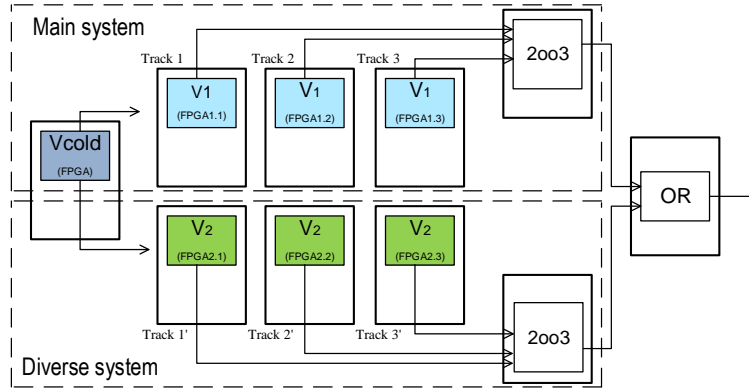 Main system
Track 1
Track 2
Track 3
2oo3
V1
(FPGA1.1)
V1
(FPGA1.2)
V1
(FPGA1.3)
Vcold
(FPGA)
OR
V2
(FPGA2.1)
V2
(FPGA2.2)
V2
(FPGA2.3)
Track 1'
Track 2'
Track 3'
2oo3
Diverse system